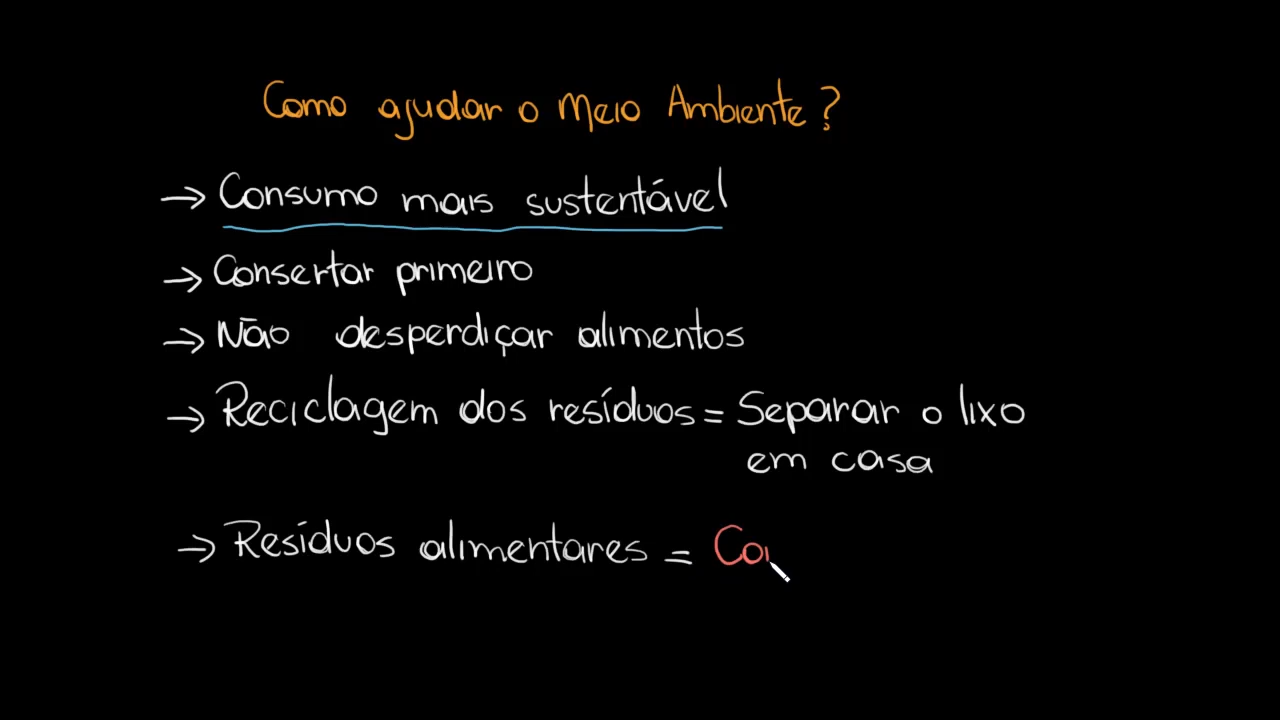 Como ajudar o Meio Ambiente?
→ Consumo mais sustentável
→ Consertar primeiro
→ Não desperdiçar alimentos
→ Reciclagem dos resíduos = Separar o lixo
em casa
→ Resíduos alimentares =